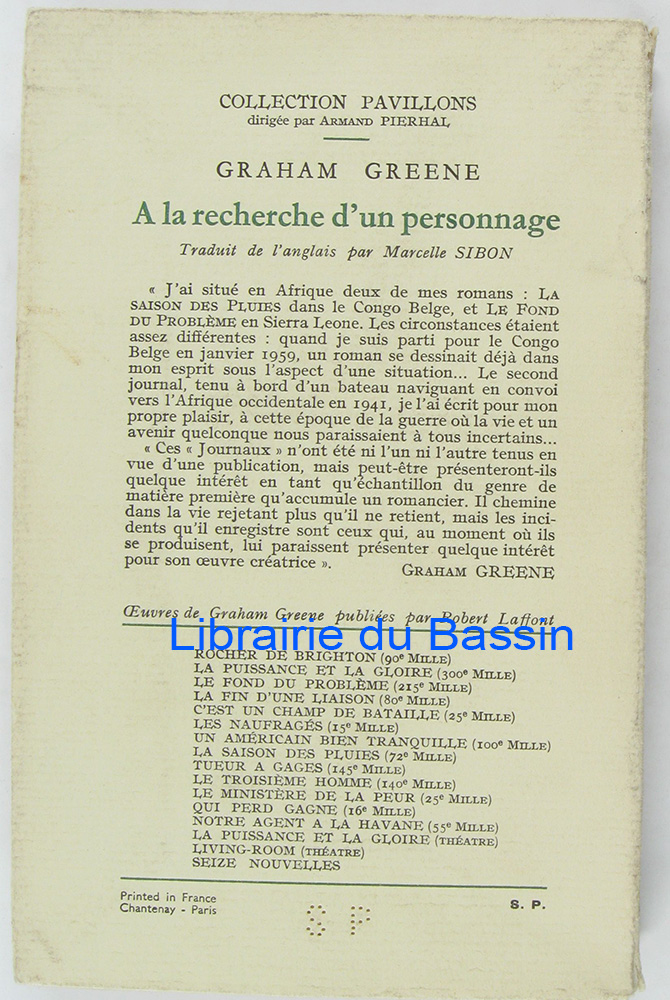 COLLECTION PAVILLONS
dirigée par ARMAND PIERHAL
GRAHAM GREENE
A la recherche d'un personnage
Traduit de l'anglais par Marcelle SIBON
« J'ai situé en Afrique deux de mes romans : LA
SAISON DES PLUIES dans le Congo Belge, et LE FOND
DU PROBLÈME en Sierra Leone. Les circonstances étaient
assez différentes : quand je suis parti pour le Congo
Belge en janvier 1959, un roman se dessinait déjà dans
mon esprit sous l'aspect d'une situation... Le second
journal, tenu à bord d'un bateau naviguant en convoi
vers l'Afrique occidentale en 1941, je l'ai écrit pour mon
propre plaisir, à cette époque de la guerre où la vie et un
avenir quelconque nous paraissaient à tous incertains...
« Ces « Journaux » n'ont été ni l'un ni l'autre tenus en
vue d'une publication, mais peut-être présenteront-ils
quelque intérêt en tant qu'échantillon du genre de
matière première qu'accumule un romancier. Il chemine
dans la vie rejetant plus qu'il ne retient, mais les inci-
dents qu'il enregistre sont ceux qui, au moment où ils
se produisent, lui paraissent présenter quelque intérêt
pour son œuvre créatrice ».
GRAHAM GREENE
Œuvres de Graham Greene publiées par Robert Laffont
Librairie du Bassin
ROCHER DE BRIGHTON (90e MILLE)
LA PUISSANCE ET LA GLOIRE (300e MILLE)
LE FOND DU PROBLÈME (215e MILLE)
LA FIN D'UNE LIAISON (80e MILLE)
C'EST UN CHAMP DE BATAILLE (25e MILLE)
LES NAUFRAGÉS (15e MILLE)
UN AMÉRICAIN BIEN TRANQUILLE (100e MILLE)
LA SAISON DES PLUIES (72e MILLE)
TUEUR A GAGES (145e MILLE)
LE TROISIÈME HOMME (140e MILLE)
LE MINISTÈRE DE LA PEUR (25e MILLE)
QUI PERD GAGNE (16e MILLE)
NOTRE AGENT A LA HAVANE (55e MILLE)
LA PUISSANCE ET LA GLOIRE (THÉATRE)
LIVING-ROOM (THÉATRE)
SEIZE NOUVELLES
Printed in France
Chantenay - Paris
S. P.
S P